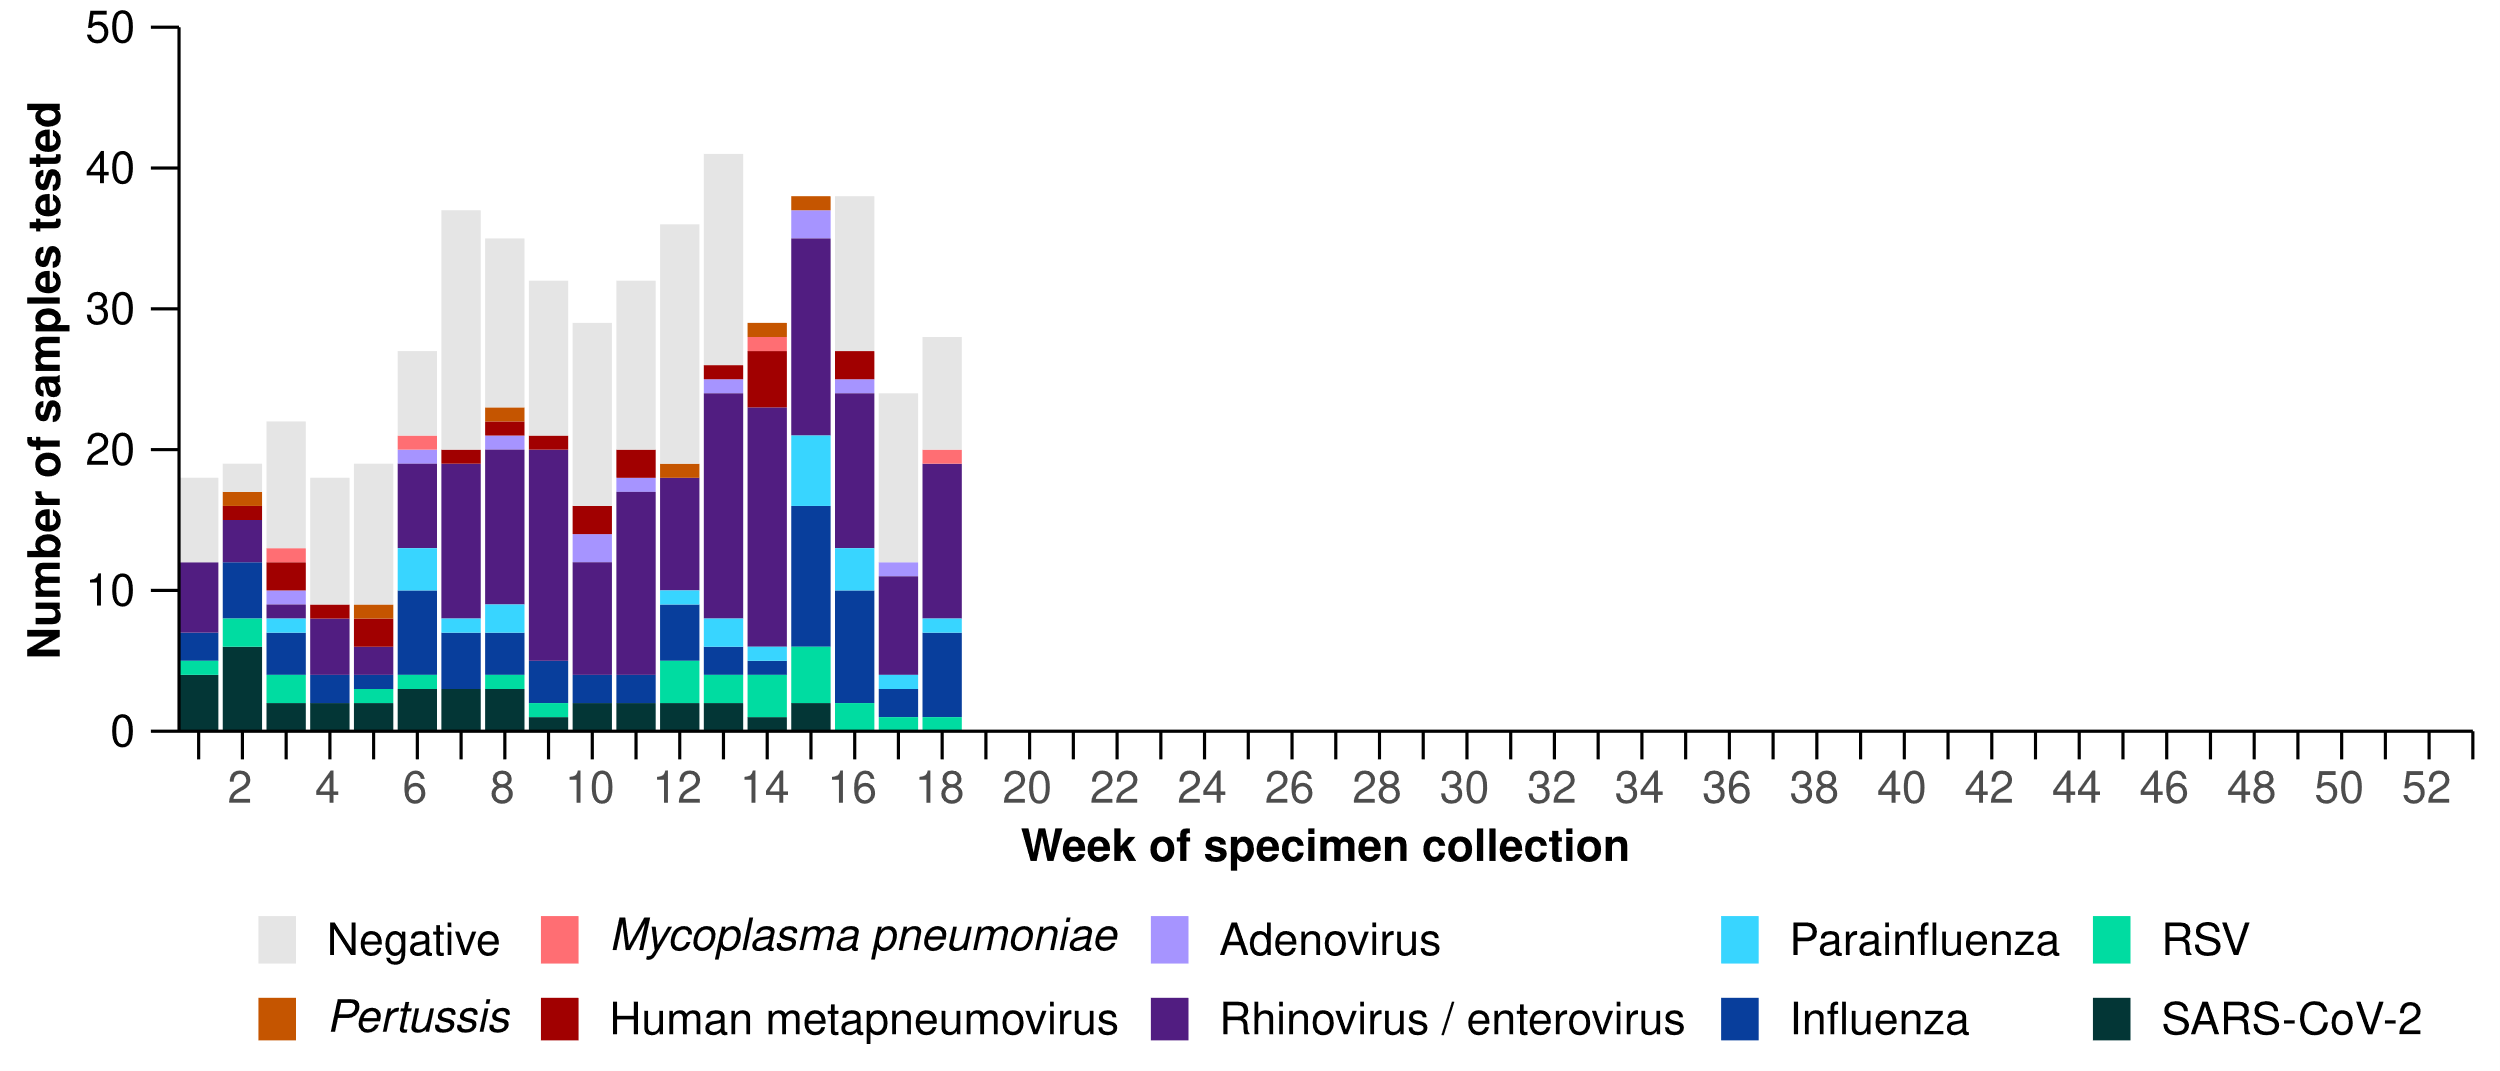 50
40
30
20
10
0
Number of samples tested
2 4 6 8 10 12 14 16 18 20 22 24 26 28 30 32 34 36 38 40 42 44 46 48 50 52
Week of specimen collection
Negative Mycoplasma pneumoniae Adenovirus Parainfluenza RSV
Pertussis Human metapneumovirus Rhinovirus / enterovirus Influenza SARS-CoV-2